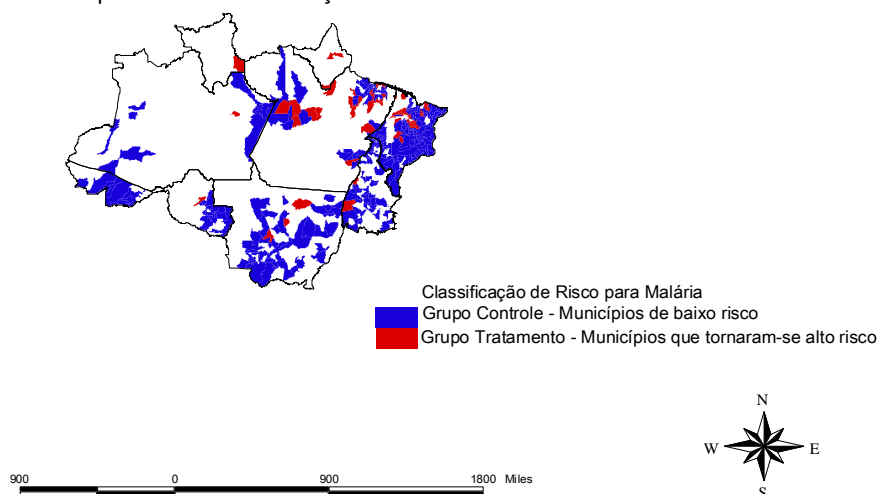 Classificação de Risco para Malária
Grupo Controle - Municípios de baixo risco
Grupo Tratamento - Municípios que tornaram-se alto risco
N
W E
S
900 0 900 1800 Miles